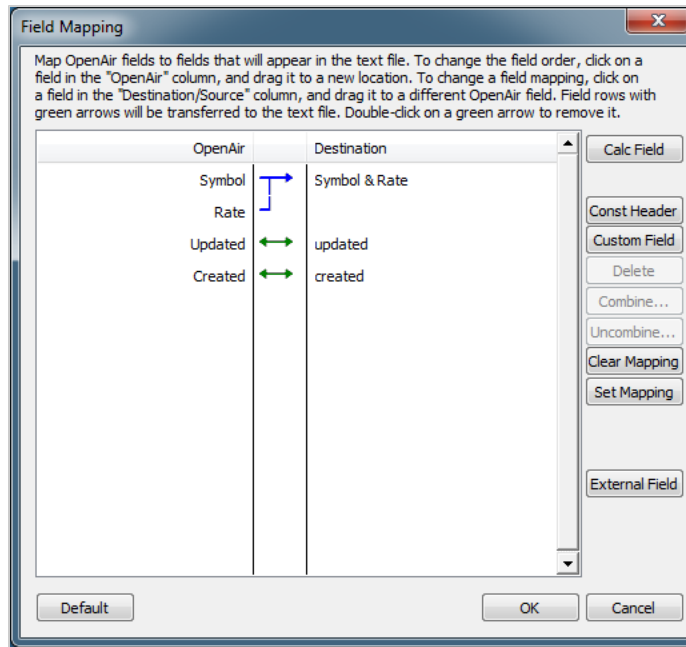 Field Mapping
X
Map OpenAir fields to fields that will appear in the text file. To change the field order, click on a
field in the "OpenAir" column, and drag it to a new location. To change a field mapping, click on
a field in the "Destination/Source" column, and drag it to a different OpenAir field. Field rows with
green arrows will be transferred to the text file. Double-click on a green arrow to remove it.
OpenAir Destination
Calc Field
Symbol Symbol & Rate
Rate
Const Header
Updated updated
Custom Field
Created created
Delete
Combine...
Uncombine...
Clear Mapping
Set Mapping
External Field
Default OK Cancel